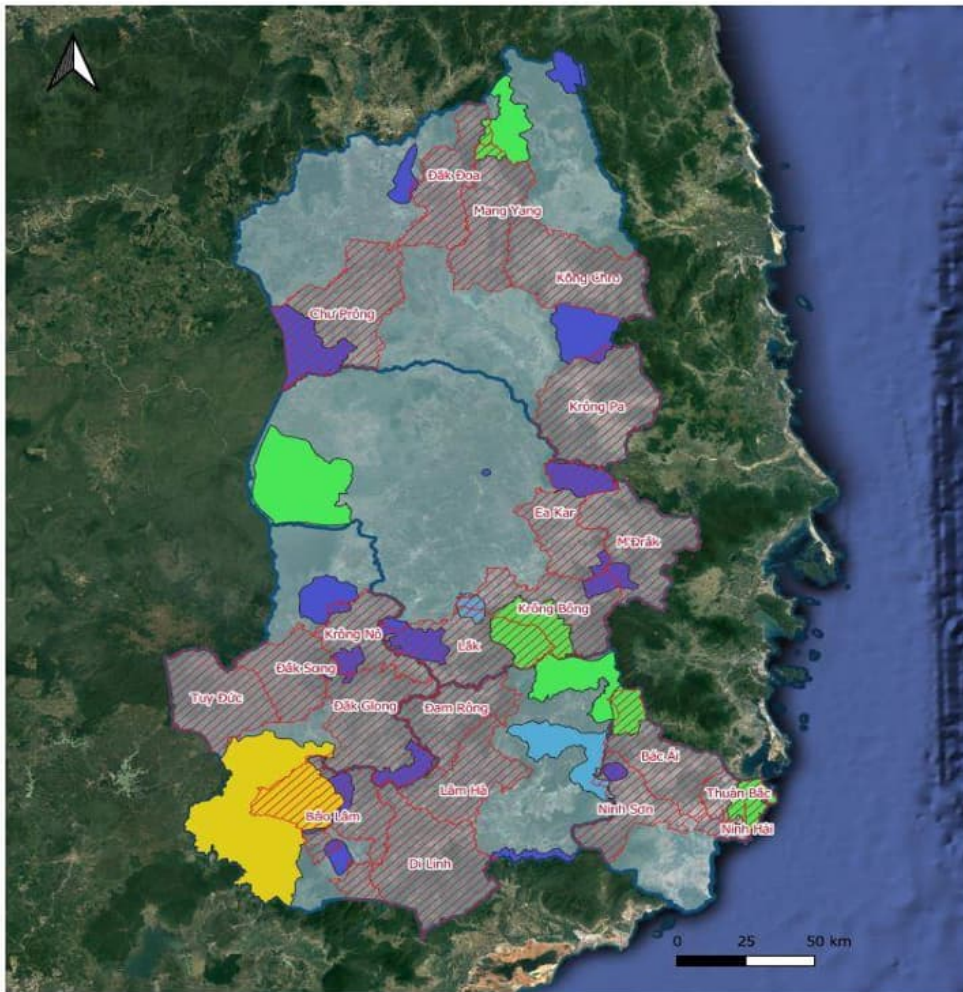 Đăk Đoa
Mang Yang
Kông Chro
Chư Prông
Krông Pa
Ea Kar
M'Đrắk
Krông Bông
Krông Nô
Lắk
Đắk Song
Tuy Đức
Đăk Glong
Đam Rông
Bác Ái
Lâm Hà
Thuận Bắc
Bảo Lâm
Ninh Sơn
Ninh Hải
Di Linh
0 25 50 km